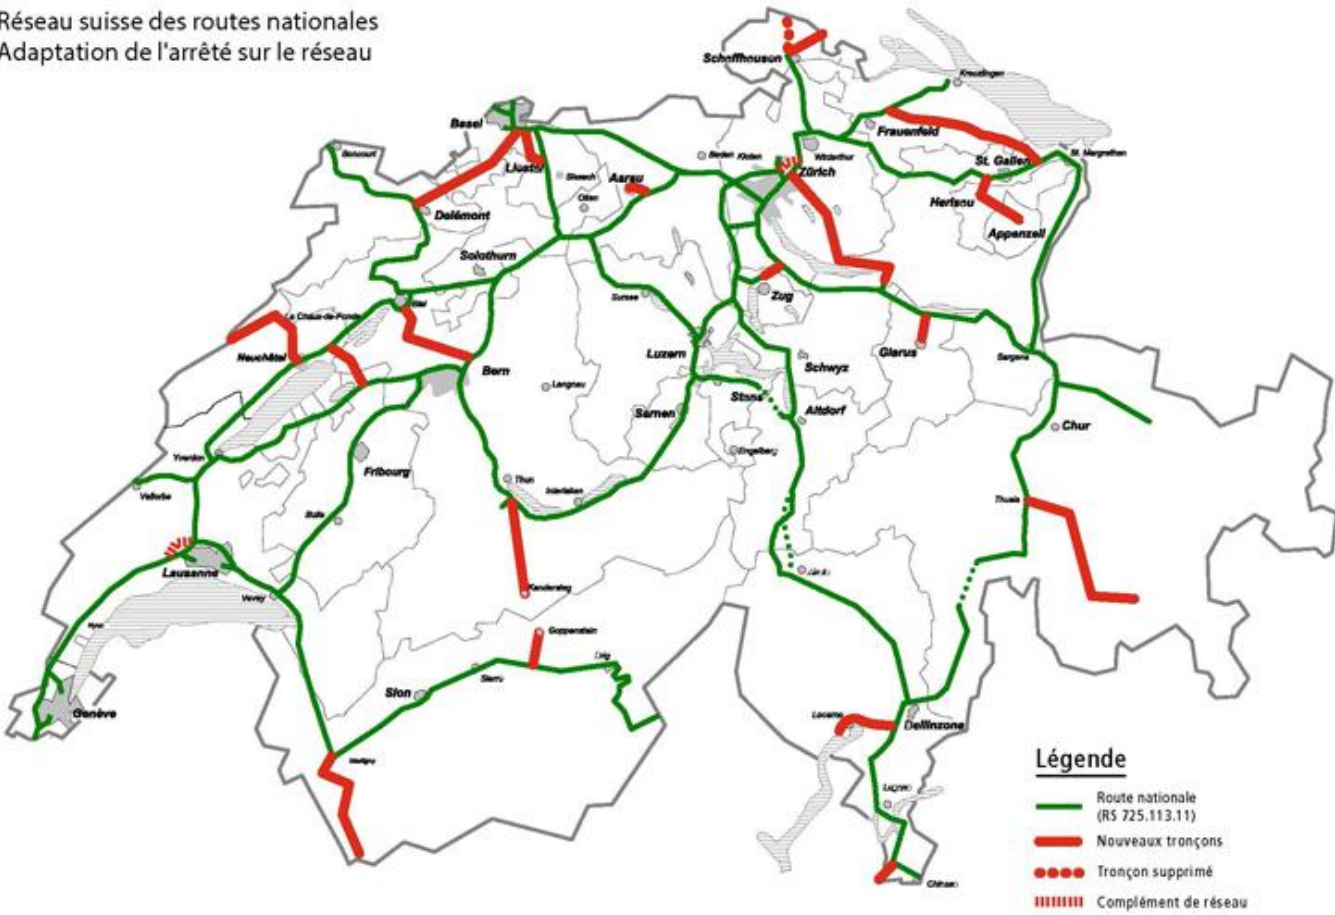 Réseau suisse des routes nationales
Adaptation de l'arrêté sur le réseau
Schaffhausen
Kreuzlingen
Basel
Frauenfeld
Boncourt
Baden
Kloten
Winterthur
St. Gallen
St. Margrethen
Liestal
Sissach
Aarau
Zürich
Olten
Herisau
Delémont
Appenzell
Solothurn
Biel
Sursee
Zug
La Chaux-de-Fonds
Neuchâtel
Luzern
Glarus
Sargans
Schwyz
Bern
Langnau
Stans
Sarnen
Altdorf
Chur
Engelberg
Yverdon
Fribourg
Vallorbe
Thun
Interlaken
Thusis
Bulle
Lausanne
Kandersteg
Vevey
Nyon
Goppenstein
Brig
Sierre
Sion
Genève
Locarno
Bellinzona
Martigny
Lugano
Chiasso
Légende
Route nationale
(RS 725.113.11)
Nouveaux tronçons
Tronçon supprimé
Complément de réseau